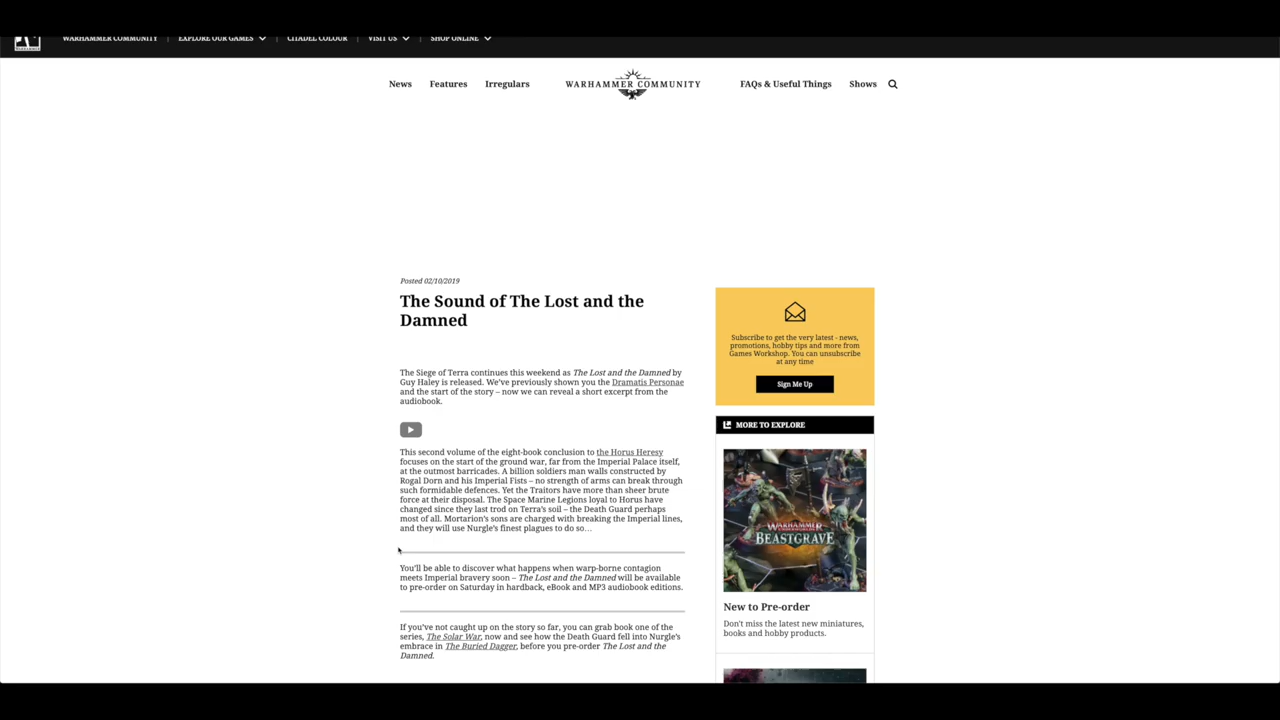 WARHAMMER COMMUNITY | EXPLORE OUR GAMES | CITADEL COLOUR | VISIT US | SHOP ONLINE
News Features Irregulars WARHAMMER COMMUNITY FAQs & Useful Things Shows
Posted 02/10/2019
The Sound of The Lost and the
Damned
The Siege of Terra continues this weekend as The Lost and the Damned by
Guy Haley is released. We've previously shown you the Dramatis Personae
and the start of the story – now we can reveal a short excerpt from the
audiobook.
This second volume of the eight-book conclusion to the Horus Heresy
focuses on the start of the ground war, far from the Imperial Palace itself,
at the outmost barricades. A billion soldiers man walls constructed by
Rogal Dorn and his Imperial Fists – no strength of arms can break through
such formidable defences. Yet the Traitors have more than sheer brute
force at their disposal. The Space Marine Legions loyal to Horus have
changed since they last trod on Terra's soil – the Death Guard perhaps
most of all. Mortarion's sons are charged with breaking the Imperial lines,
and they will use Nurgle's finest plagues to do so…
You'll be able to discover what happens when warp-borne contagion
meets Imperial bravery soon – The Lost and the Damned will be available
to pre-order on Saturday in hardback, eBook and MP3 audiobook editions.
If you've not caught up on the story so far, you can grab book one of the
series, The Solar War, now and see how the Death Guard fell into Nurgle's
embrace in The Buried Dagger, before you pre-order The Lost and the
Damned.
Subscribe to get the very latest - news,
promotions, hobby tips and more from
Games Workshop. You can unsubscribe
at any time
Sign Me Up
MORE TO EXPLORE
WARHAMMER
UNDERWORLDS
BEASTGRAVE
New to Pre-order
Don't miss the latest new miniatures,
books and hobby products.